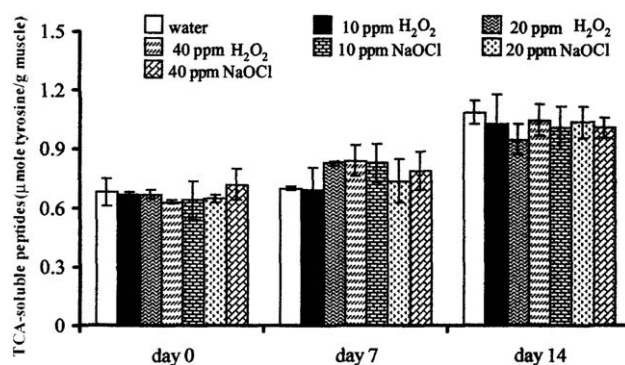 1.5
1.2
0.9
0.6
0.3
0
TCA-soluble peptides (μmole tyrosine/g muscle)
water
10 ppm H₂O₂
20 ppm H₂O₂
40 ppm H₂O₂
10 ppm NaOCl
20 ppm NaOCl
40 ppm NaOCl
day 0
day 7
day 14